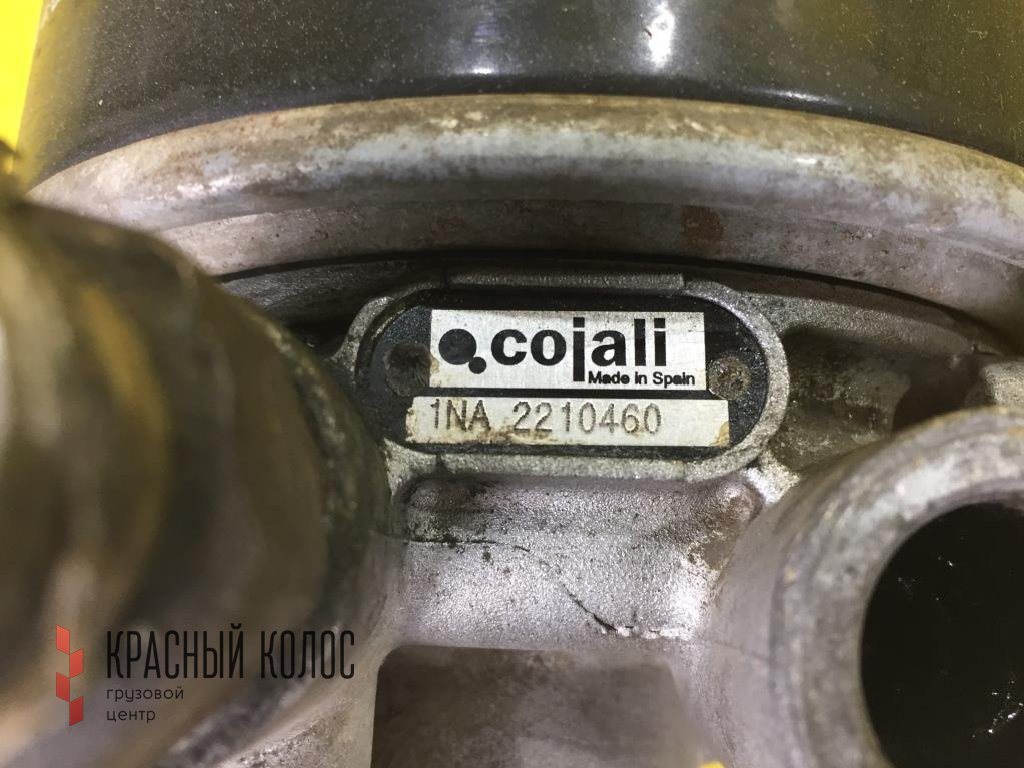 cojali
Made in Spain
1NA 2210460
КРАСНЫЙ КОЛОС
грузовой
центр